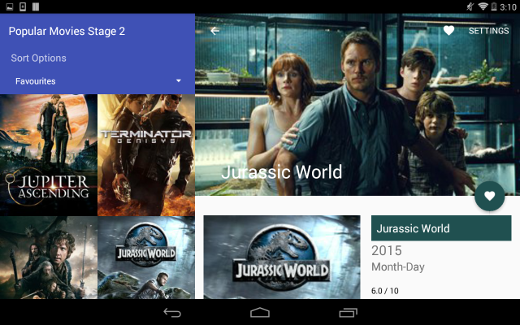 3:10
Popular Movies Stage 2
Sort Options
Favourites
JUPITER
ASCENDING
TERMINATOR
GENISYS
JURASSIC WORLD
SETTINGS
Jurassic World
JURASSIC WORLD
Jurassic World
2015
Month-Day
6.0 / 10